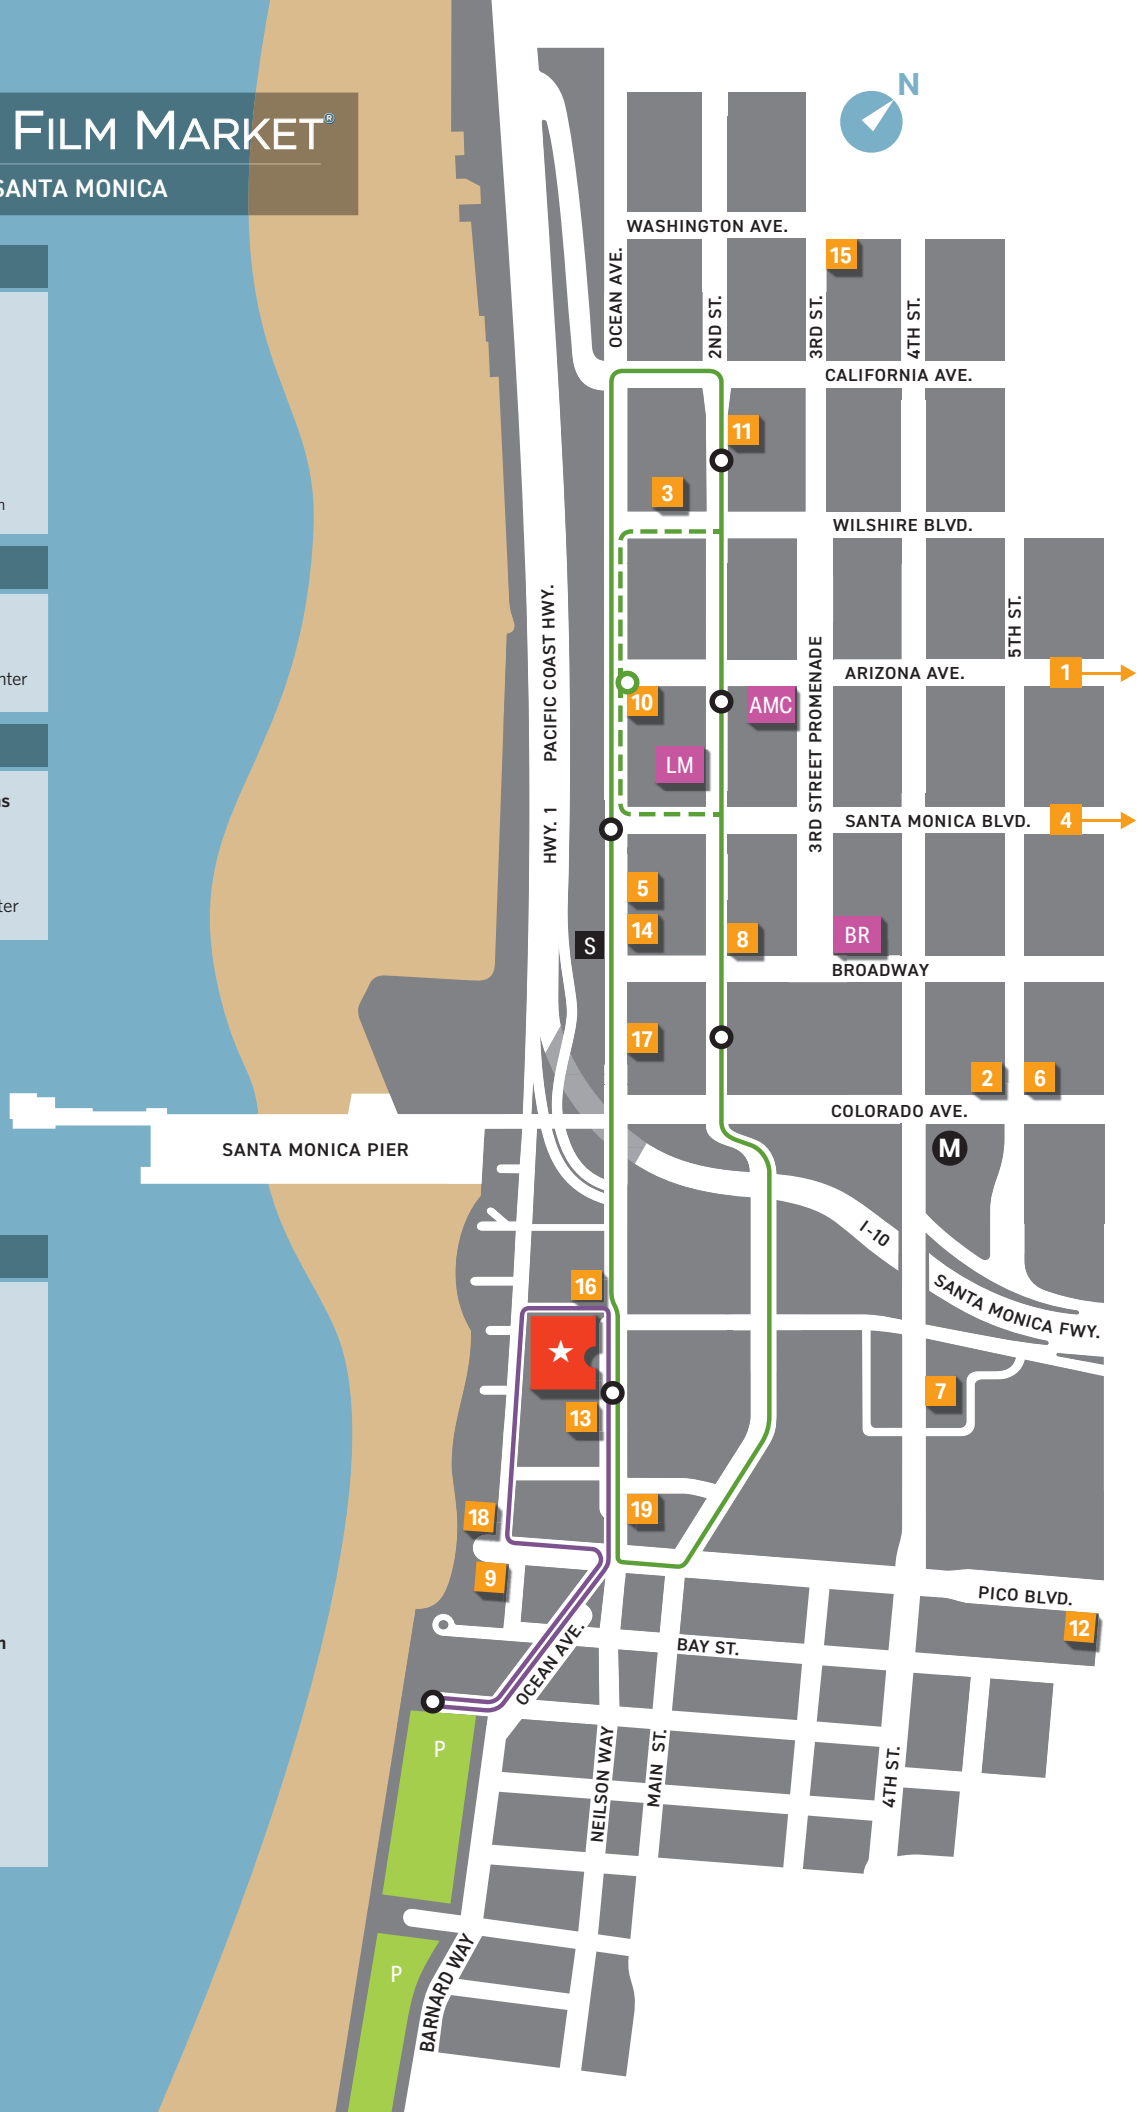 N
FILM MARKET®
SANTA MONICA
WASHINGTON AVE.
15
OCEAN AVE.
2ND ST.
3RD ST.
4TH ST.
CALIFORNIA AVE.
11
3
WILSHIRE BLVD.
PACIFIC COAST HWY.
5TH ST.
3RD STREET PROMENADE
ARIZONA AVE.
1
10
AMC
LM
HWY. 1
SANTA MONICA BLVD.
4
5
14
8
BR
S
BROADWAY
17
2
6
COLORADO AVE.
M
SANTA MONICA PIER
I-10
16
SANTA MONICA FWY.
13
7
18
19
9
PICO BLVD.
12
BAY ST.
OCEAN AVE.
P
NEILSON WAY
MAIN ST.
4TH ST.
P
BARNARD WAY